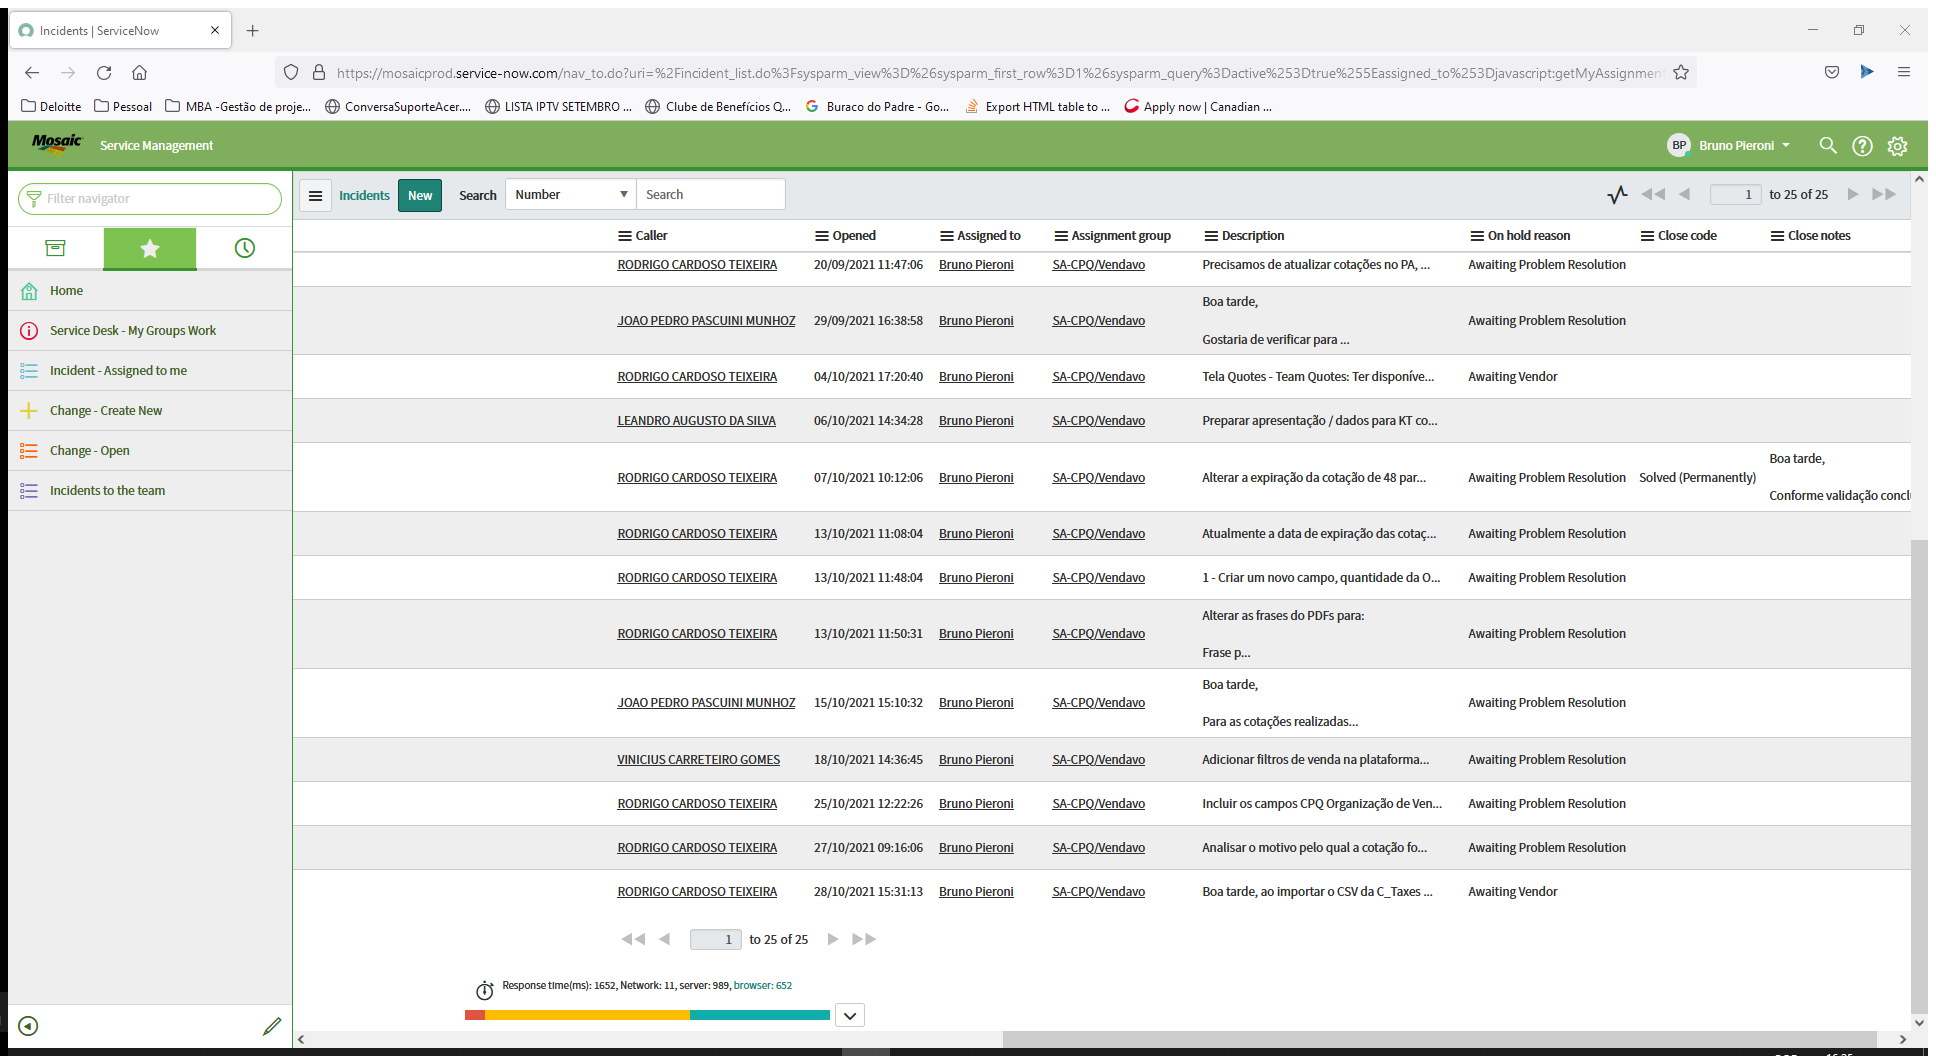 Incidents | ServiceNow
https://mosaicprod.service-now.com/nav_to.do?uri=%2Fincident_list.do%3Fsysparm_view%3D%26sysparm_first_row%3D1%26sysparm_query%3Dactive%253Dtrue%255Eassigned_to%253Djavascript:getMyAssignmen
Deloitte Pessoal MBA -Gestão de proje... ConversaSuporteAcer.... LISTA IPTV SETEMBRO ... Clube de Benefícios Q... Buraco do Padre - Go... Export HTML table to ... Apply now | Canadian ...
Mosaic Service Management BP Bruno Pieroni
Filter navigator
Home
Service Desk - My Groups Work
Incident - Assigned to me
Change - Create New
Change - Open
Incidents to the team
Incidents New Search Number Search 1 to 25 of 25
Caller Opened Assigned to Assignment group Description On hold reason Close code Close notes
RODRIGO CARDOSO TEIXEIRA 20/09/2021 11:47:06 Bruno Pieroni SA-CPQ/Vendavo Precisamos de atualizar cotações no PA, ... Awaiting Problem Resolution
Boa tarde,
JOAO PEDRO PASCUINI MUNHOZ 29/09/2021 16:38:58 Bruno Pieroni SA-CPQ/Vendavo Awaiting Problem Resolution
Gostaria de verificar para ...
RODRIGO CARDOSO TEIXEIRA 04/10/2021 17:20:40 Bruno Pieroni SA-CPQ/Vendavo Tela Quotes - Team Quotes: Ter disponíve... Awaiting Vendor
LEANDRO AUGUSTO DA SILVA 06/10/2021 14:34:28 Bruno Pieroni SA-CPQ/Vendavo Preparar apresentação / dados para KT co...
Boa tarde,
RODRIGO CARDOSO TEIXEIRA 07/10/2021 10:12:06 Bruno Pieroni SA-CPQ/Vendavo Alterar a expiração da cotação de 48 par... Awaiting Problem Resolution Solved (Permanently)
Conforme validação concl
RODRIGO CARDOSO TEIXEIRA 13/10/2021 11:08:04 Bruno Pieroni SA-CPQ/Vendavo Atualmente a data de expiração das cotaç... Awaiting Problem Resolution
RODRIGO CARDOSO TEIXEIRA 13/10/2021 11:48:04 Bruno Pieroni SA-CPQ/Vendavo 1 - Criar um novo campo, quantidade da O... Awaiting Problem Resolution
Alterar as frases do PDFs para:
RODRIGO CARDOSO TEIXEIRA 13/10/2021 11:50:31 Bruno Pieroni SA-CPQ/Vendavo Awaiting Problem Resolution
Frase p...
Boa tarde,
JOAO PEDRO PASCUINI MUNHOZ 15/10/2021 15:10:32 Bruno Pieroni SA-CPQ/Vendavo Awaiting Problem Resolution
Para as cotações realizadas...
VINICIUS CARRETEIRO GOMES 18/10/2021 14:36:45 Bruno Pieroni SA-CPQ/Vendavo Adicionar filtros de venda na plataforma... Awaiting Problem Resolution
RODRIGO CARDOSO TEIXEIRA 25/10/2021 12:22:26 Bruno Pieroni SA-CPQ/Vendavo Incluir os campos CPQ Organização de Ven... Awaiting Problem Resolution
RODRIGO CARDOSO TEIXEIRA 27/10/2021 09:16:06 Bruno Pieroni SA-CPQ/Vendavo Analisar o motivo pelo qual a cotação fo... Awaiting Problem Resolution
RODRIGO CARDOSO TEIXEIRA 28/10/2021 15:31:13 Bruno Pieroni SA-CPQ/Vendavo Boa tarde, ao importar o CSV da C_Taxes ... Awaiting Vendor
1 to 25 of 25
Response time(ms): 1652, Network: 11, server: 989, browser: 652